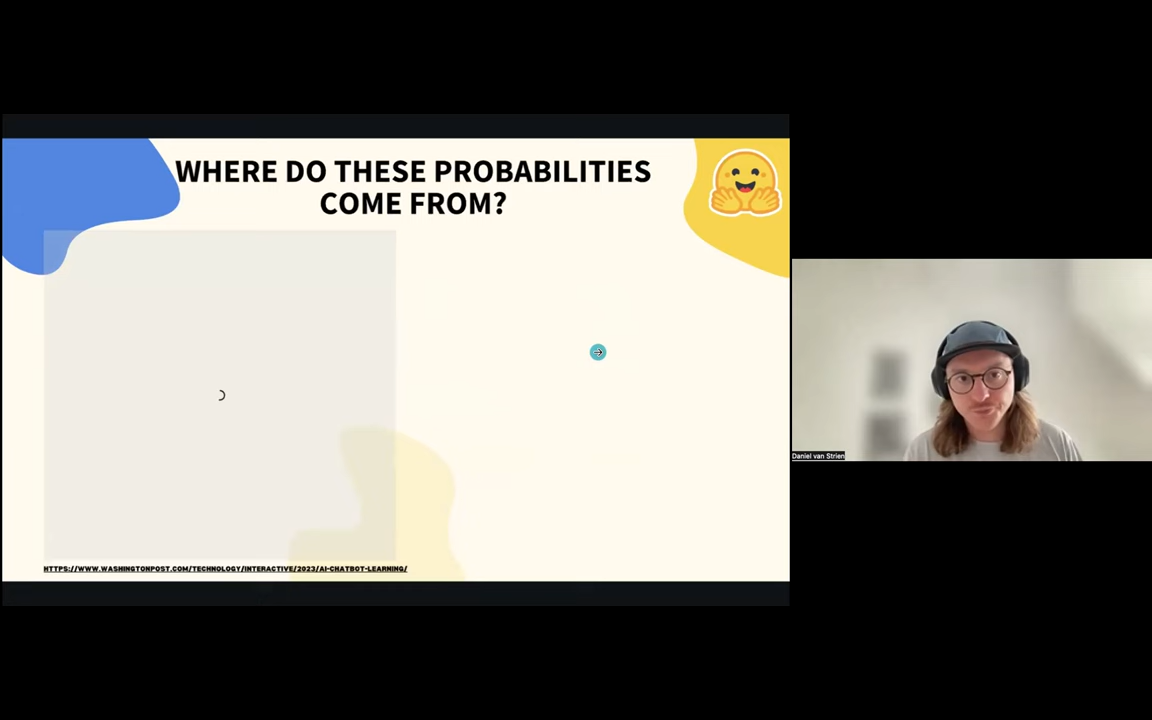 WHERE DO THESE PROBABILITIES
COME FROM?
HTTPS://WWW.WASHINGTONPOST.COM/TECHNOLOGY/INTERACTIVE/2023/AI-CHATBOT-LEARNING/
Daniel van Strien